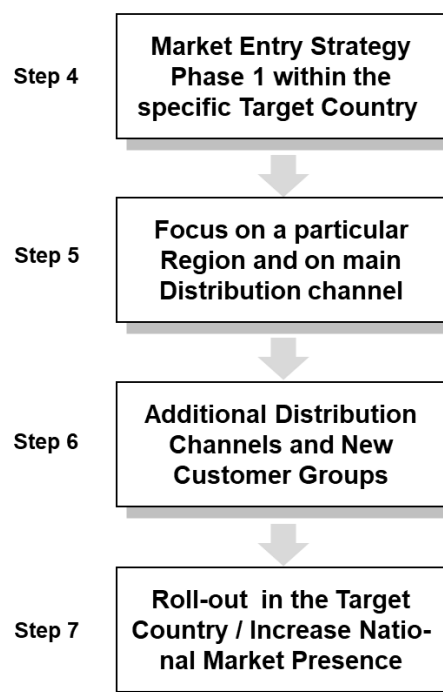 Step 4
Market Entry Strategy
Phase 1 within the
specific Target Country
Step 5
Focus on a particular
Region and on main
Distribution channel
Step 6
Additional Distribution
Channels and New
Customer Groups
Step 7
Roll-out in the Target
Country / Increase Natio-
nal Market Presence